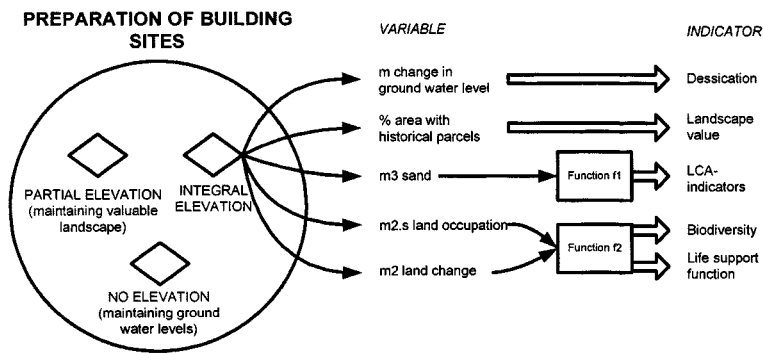 PREPARATION OF BUILDING
SITES
VARIABLE
INDICATOR
m change in
ground water level
Dessication
% area with
historical parcels
Landscape
value
PARTIAL ELEVATION
(maintaining valuable
landscape)
INTEGRAL
ELEVATION
m3 sand
Function f1
LCA-
indicators
m2.s land occupation
m2 land change
Function f2
Biodiversity
Life support
function
NO ELEVATION
(maintaining ground
water levels)